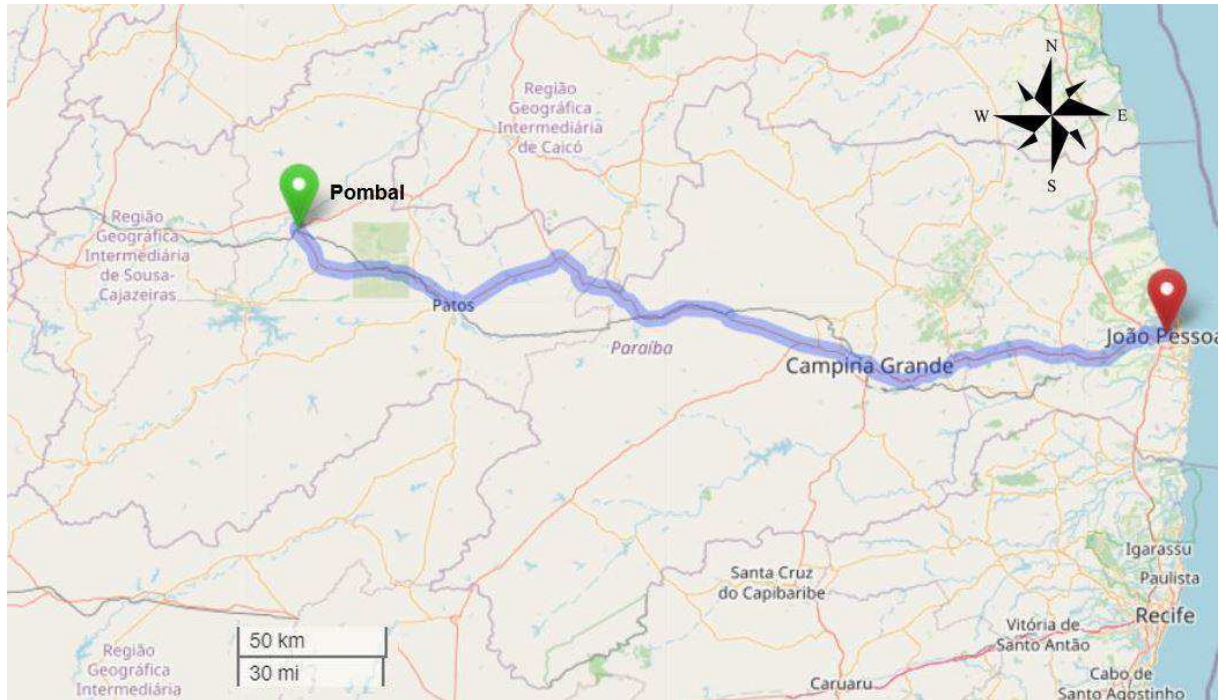 N
W
E
S
Região
Geográfica
Intermediária
de Caicó
Pombal
Região
Geográfica
Intermediária
de Sousa-
Cajazeiras
Patos
João Pessoa
Paraíba
Campina Grande
Igarassu
Santa Cruz
do Capibaribe
Paulista
Recife
Vitória de
Santo Antão
50 km
30 mi
Região
Geográfica
Intermediária
Caruaru
Cabo de
Santo Agostinho